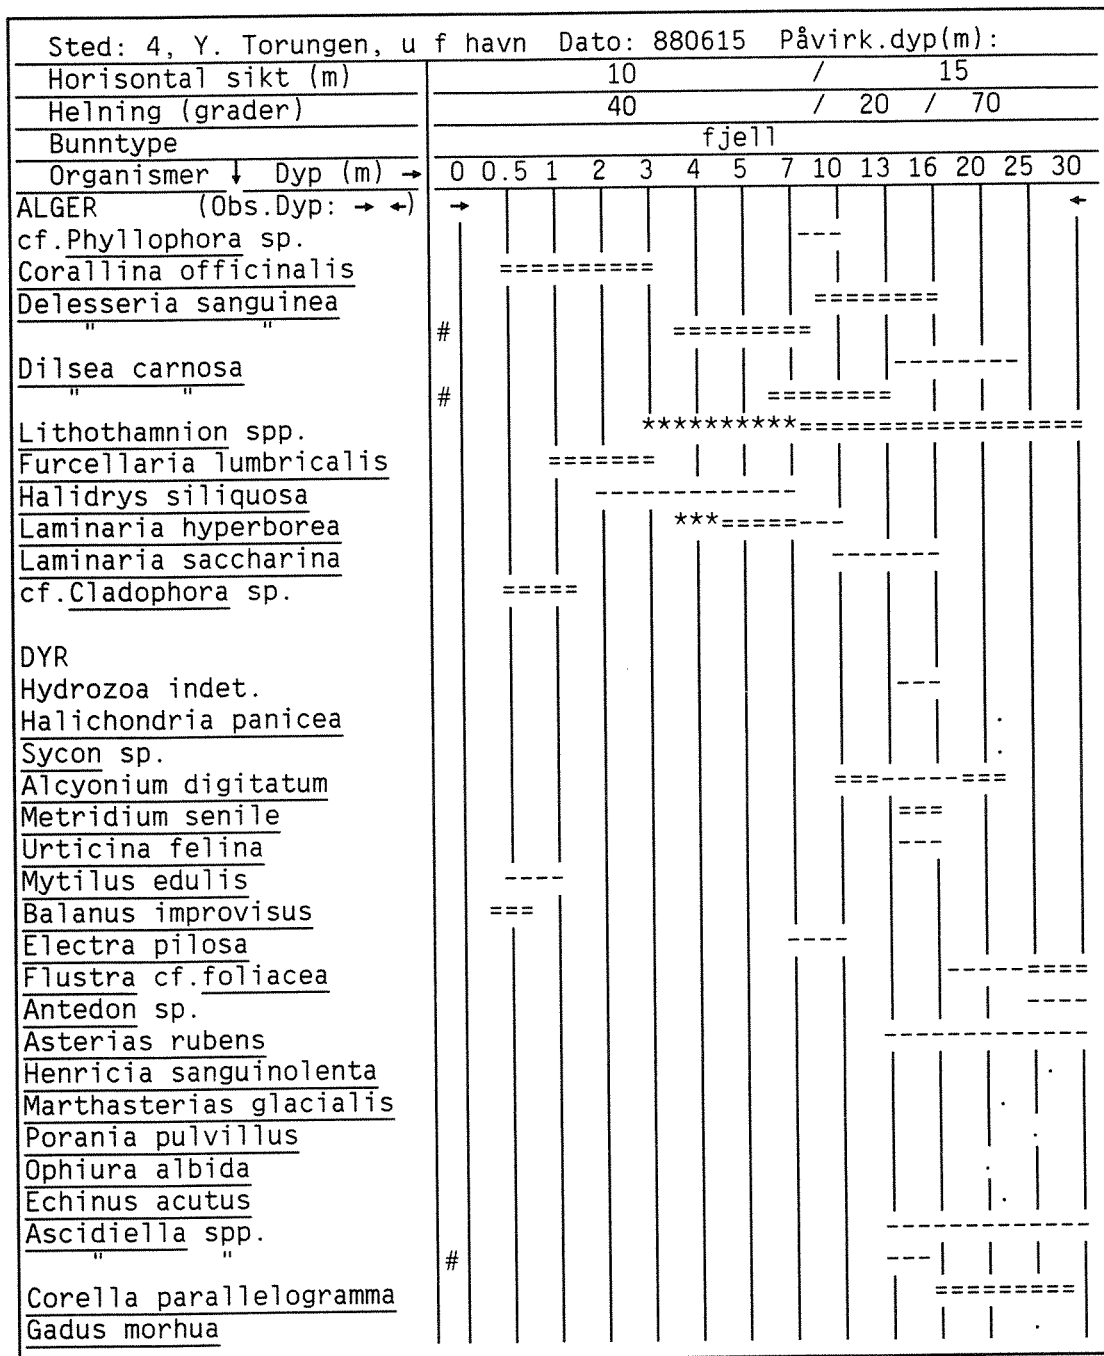 Sted: 4, Y. Torungen, u f havn Dato: 880615 Påvirk.dyp(m):
Horisontal sikt (m) 10 / 15
Helning (grader) 40 / 20 / 70
Bunntype fjell
Organismer ↓ Dyp (m) → 0 0.5 1 2 3 4 5 7 10 13 16 20 25 30
ALGER (Obs.Dyp: → ←) → ←
cf.Phyllophora sp. ---
Corallina officinalis ==========
Delesseria sanguinea ========
" " # =========
Dilsea carnosa --------
" " # ========
Lithothamnion spp. **********==================
Furcellaria lumbricalis =======
Halidrys siliquosa -------------
Laminaria hyperborea ***=====---
Laminaria saccharina -------
cf.Cladophora sp. =====
DYR
Hydrozoa indet. ---
Halichondria panicea .
Sycon sp. .
Alcyonium digitatum ===-----===
Metridium senile ===
Urticina felina ---
Mytilus edulis ----
Balanus improvisus ===
Electra pilosa ----
Flustra cf.foliacea -----====
Antedon sp. ----
Asterias rubens -------------
Henricia sanguinolenta .
Marthasterias glacialis .
Porania pulvillus .
Ophiura albida .
Echinus acutus .
Ascidiella spp. -------------
" " # ---
Corella parallelogramma =========
Gadus morhua .